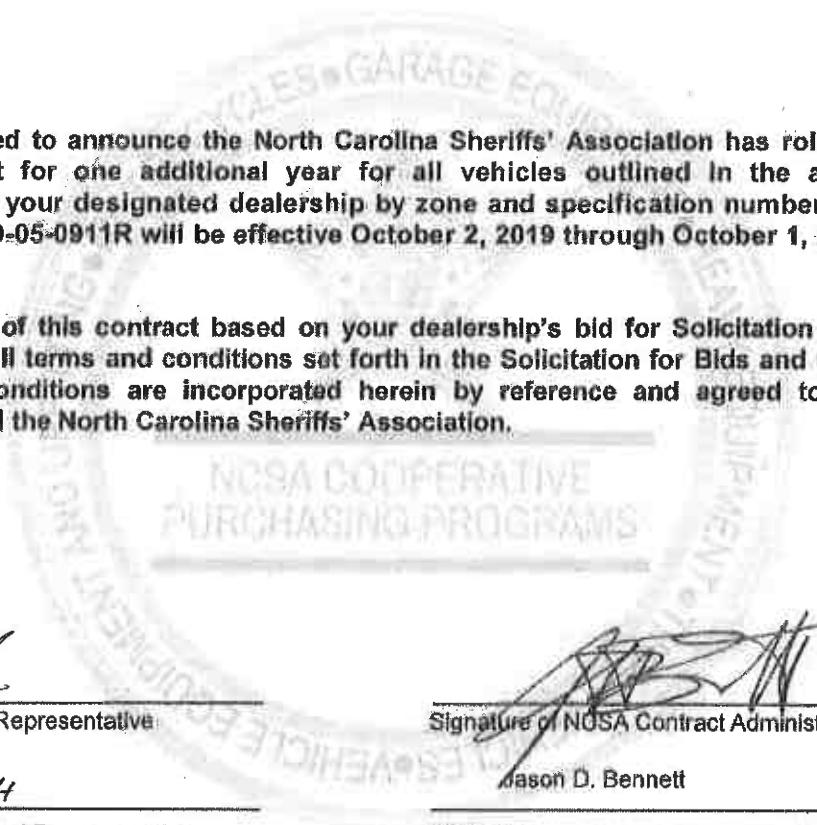 ed to announce the North Carolina Sheriffs' Association has rol
t for one additional year for all vehicles outlined in the a
your designated dealership by zone and specification number
-05-0911R will be effective October 2, 2019 through October 1,
of this contract based on your dealership's bid for Solicitation
ll terms and conditions set forth in the Solicitation for Bids and
onditions are incorporated herein by reference and agreed to
the North Carolina Sheriffs' Association.
NCSA COOPERATIVE
PURCHASING PROGRAMS
Representative
Signature of NCSA Contract Administ
Jason D. Bennett